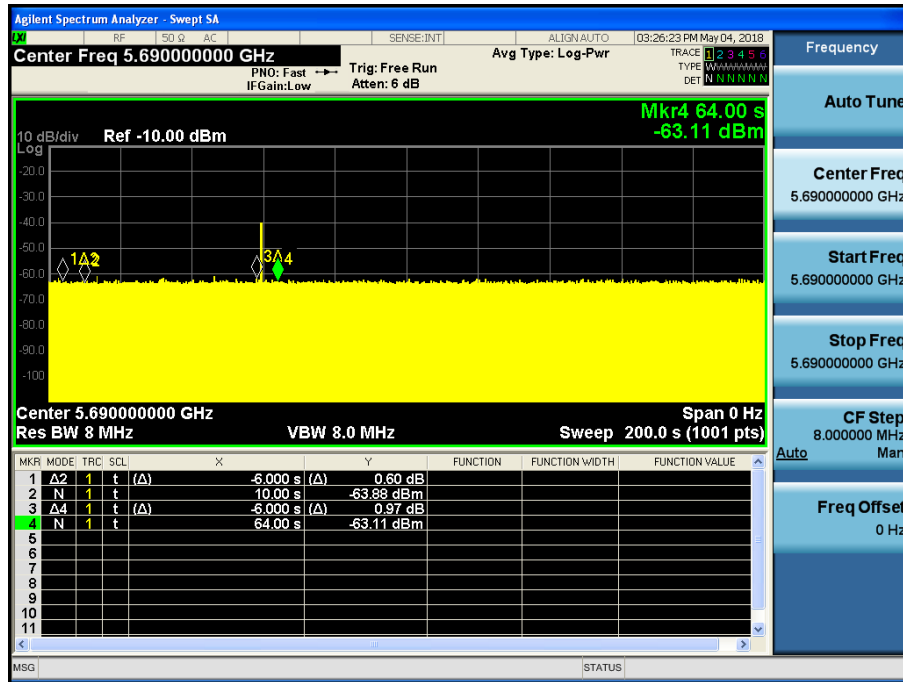 Agilent Spectrum Analyzer - Swept SA
LXI RF 50 Ω AC SENSE:INT ALIGN AUTO 03:26:23 PM May 04, 2018
Center Freq 5.690000000 GHz Avg Type: Log-Pwr TRACE 1 2 3 4 5 6
PNO: Fast Trig: Free Run TYPE WWWWWW
IFGain:Low Atten: 6 dB DET N N N N N N
Mkr4 64.00 s
-63.11 dBm
10 dB/div Ref -10.00 dBm
Log
-20.0
-30.0
-40.0
-50.0
-60.0
-70.0
-80.0
-90.0
-100
1Δ2
3Δ4
Center 5.690000000 GHz Span 0 Hz
Res BW 8 MHz VBW 8.0 MHz Sweep 200.0 s (1001 pts)
MKR MODE TRC SCL X Y FUNCTION FUNCTION WIDTH FUNCTION VALUE
1 Δ2 1 t (Δ) -6.000 s (Δ) 0.60 dB
2 N 1 t 10.00 s -63.88 dBm
3 Δ4 1 t (Δ) -6.000 s (Δ) 0.97 dB
4 N 1 t 64.00 s -63.11 dBm
5
6
7
8
9
10
11
MSG STATUS
Frequency
Auto Tune
Center Freq
5.690000000 GHz
Start Freq
5.690000000 GHz
Stop Freq
5.690000000 GHz
CF Step
8.000000 MHz
Auto Man
Freq Offset
0 Hz